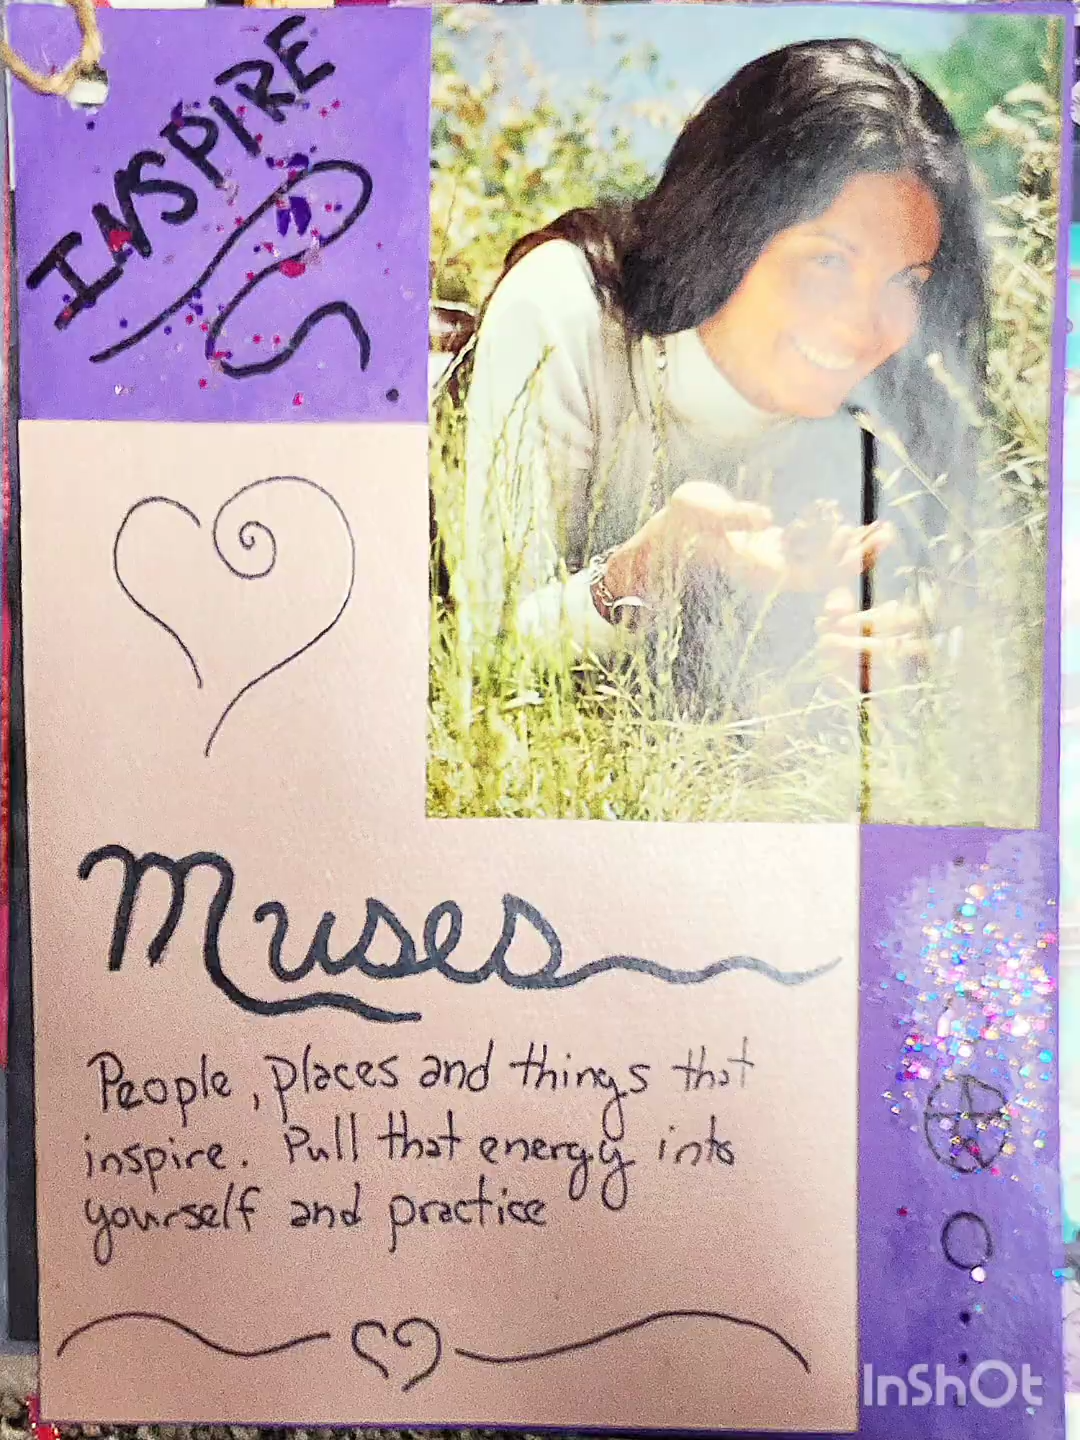 INSPIRE
Muses
People, places and things that
inspire. Pull that energy into
yourself and practice
InShOt